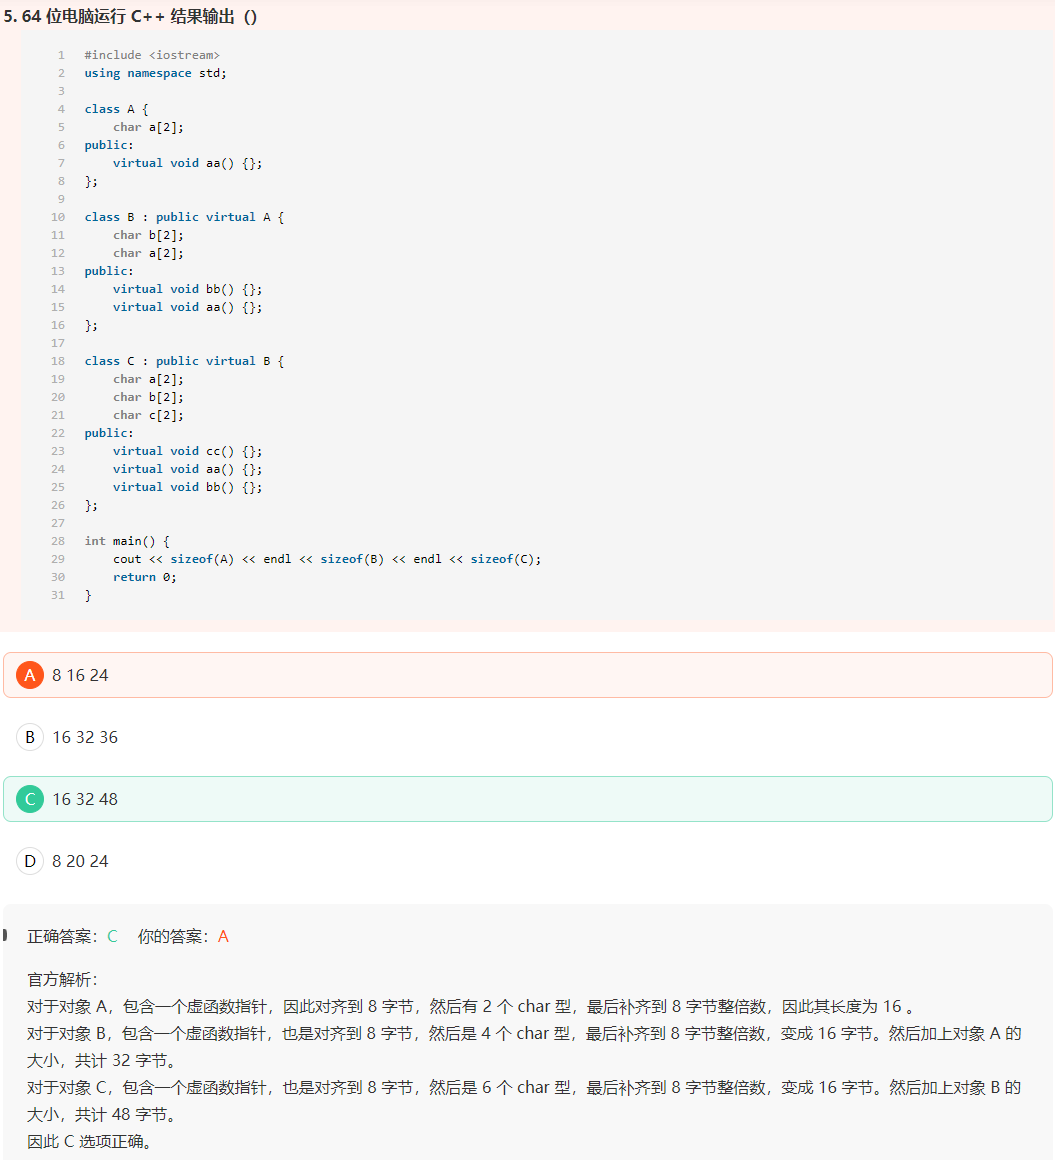 5. 64 位电脑运行 C++ 结果输出（）
1 #include <iostream>
2 using namespace std;
3
4 class A {
5     char a[2];
6 public:
7     virtual void aa() {};
8 };
9
10 class B : public virtual A {
11     char b[2];
12     char a[2];
13 public:
14     virtual void bb() {};
15     virtual void aa() {};
16 };
17
18 class C : public virtual B {
19     char a[2];
20     char b[2];
21     char c[2];
22 public:
23     virtual void cc() {};
24     virtual void aa() {};
25     virtual void bb() {};
26 };
27
28 int main() {
29     cout << sizeof(A) << endl << sizeof(B) << endl << sizeof(C);
30     return 0;
31 }
A 8 16 24
B 16 32 36
C 16 32 48
D 8 20 24
正确答案：C 你的答案：A
官方解析：
对于对象 A，包含一个虚函数指针，因此对齐到 8 字节，然后有 2 个 char 型，最后补齐到 8 字节整倍数，因此其长度为 16 。
对于对象 B，包含一个虚函数指针，也是对齐到 8 字节，然后是 4 个 char 型，最后补齐到 8 字节整倍数，变成 16 字节。然后加上对象 A 的
大小，共计 32 字节。
对于对象 C，包含一个虚函数指针，也是对齐到 8 字节，然后是 6 个 char 型，最后补齐到 8 字节整倍数，变成 16 字节。然后加上对象 B 的
大小，共计 48 字节。
因此 C 选项正确。